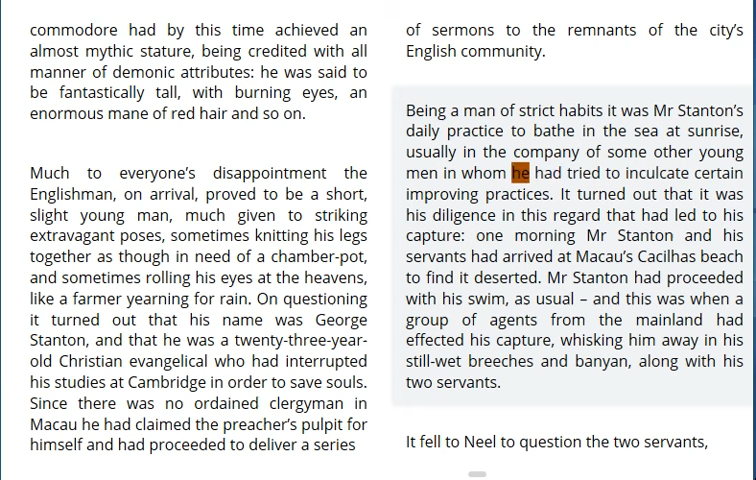 commodore had by this time achieved an
almost mythic stature, being credited with all
manner of demonic attributes: he was said to
be fantastically tall, with burning eyes, an
enormous mane of red hair and so on.
Much to everyone’s disappointment the
Englishman, on arrival, proved to be a short,
slight young man, much given to striking
extravagant poses, sometimes knitting his legs
together as though in need of a chamber-pot,
and sometimes rolling his eyes at the heavens,
like a farmer yearning for rain. On questioning
it turned out that his name was George
Stanton, and that he was a twenty-three-year-
old Christian evangelical who had interrupted
his studies at Cambridge in order to save souls.
Since there was no ordained clergyman in
Macau he had claimed the preacher’s pulpit for
himself and had proceeded to deliver a series
of sermons to the remnants of the city’s
English community.
Being a man of strict habits it was Mr Stanton’s
daily practice to bathe in the sea at sunrise,
usually in the company of some other young
men in whom he had tried to inculcate certain
improving practices. It turned out that it was
his diligence in this regard that had led to his
capture: one morning Mr Stanton and his
servants had arrived at Macau’s Cacilhas beach
to find it deserted. Mr Stanton had proceeded
with his swim, as usual – and this was when a
group of agents from the mainland had
effected his capture, whisking him away in his
still-wet breeches and banyan, along with his
two servants.
It fell to Neel to question the two servants,